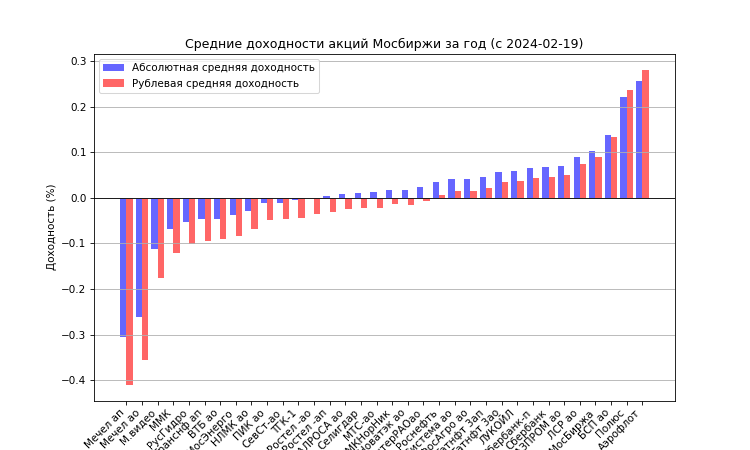 Средние доходности акций Мосбиржи за год (с 2024-02-19)
Абсолютная средняя доходность
Рублевая средняя доходность
Доходность (%)
0.3
0.2
0.1
0.0
−0.1
−0.2
−0.3
−0.4
Мечел ап
Мечел ао
М.видео
ММК
РусГидро
ВТБ ао
НЛМК ао
ПИК ао
СевСт-ао
ТГК-1
Ростел -ао
Ростел -ап
Селигдар
МТС-ао
Роснефть
ЛУКОЙЛ
Сбербанк
ЛСР ао
МосБиржа
БСП ао
Полюс
Аэрофлот